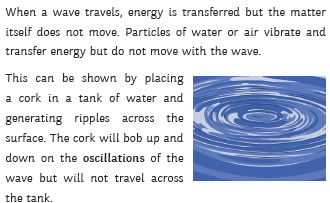 When a wave travels, energy is transferred but the matter
itself does not move. Particles of water or air vibrate and
transfer energy but do not move with the wave.
This can be shown by placing
a cork in a tank of water and
generating ripples across the
surface. The cork will bob up and
down on the oscillations of the
wave but will not travel across
the tank.